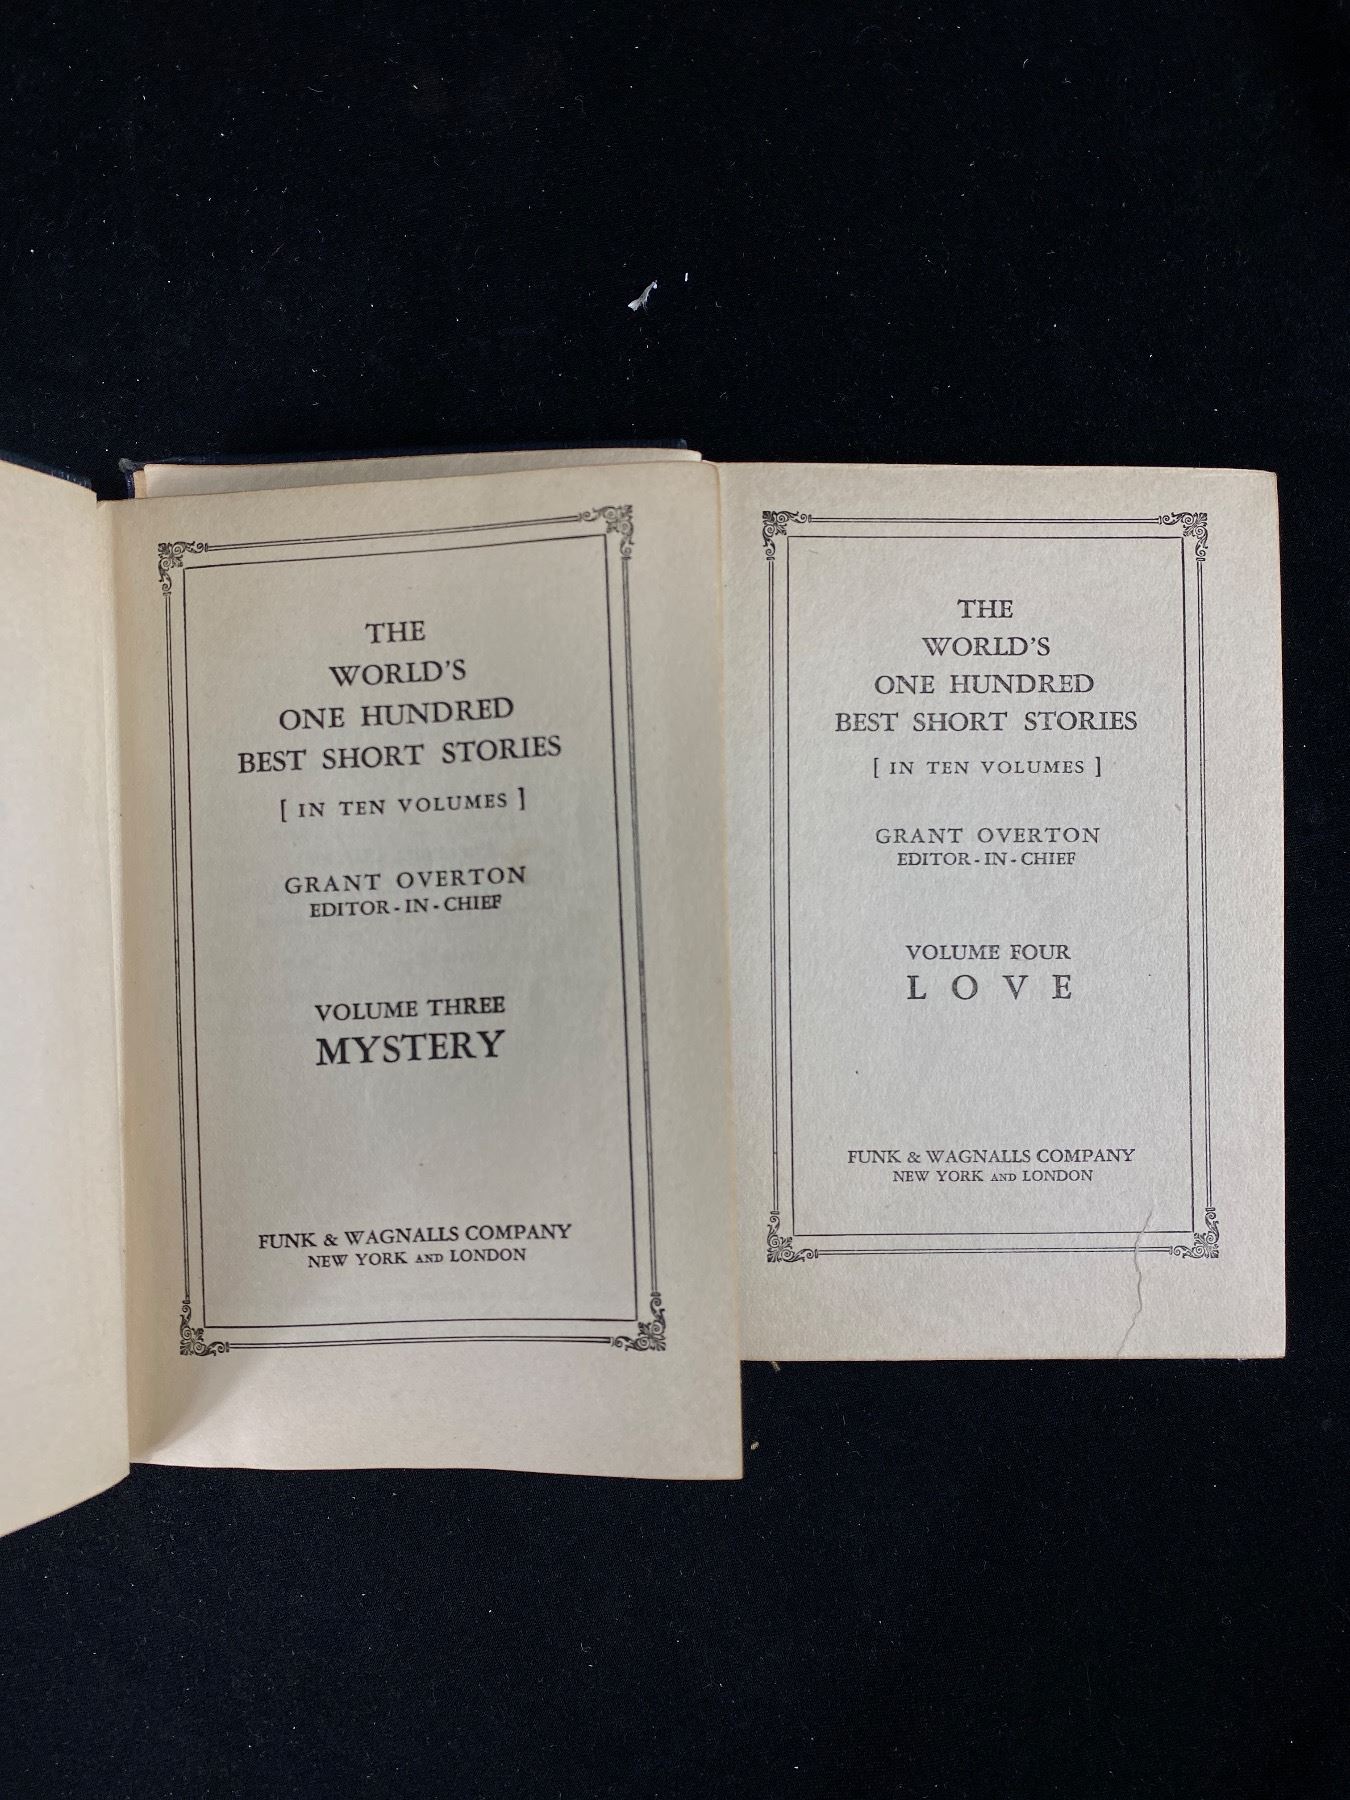 THE
WORLD'S
ONE HUNDRED
BEST SHORT STORIES
[ IN TEN VOLUMES ]
GRANT OVERTON
EDITOR-IN-CHIEF
VOLUME THREE
MYSTERY
FUNK & WAGNALLS COMPANY
NEW YORK AND LONDON
THE
WORLD'S
ONE HUNDRED
BEST SHORT STORIES
[ IN TEN VOLUMES ]
GRANT OVERTON
EDITOR-IN-CHIEF
VOLUME FOUR
LOVE
FUNK & WAGNALLS COMPANY
NEW YORK AND LONDON